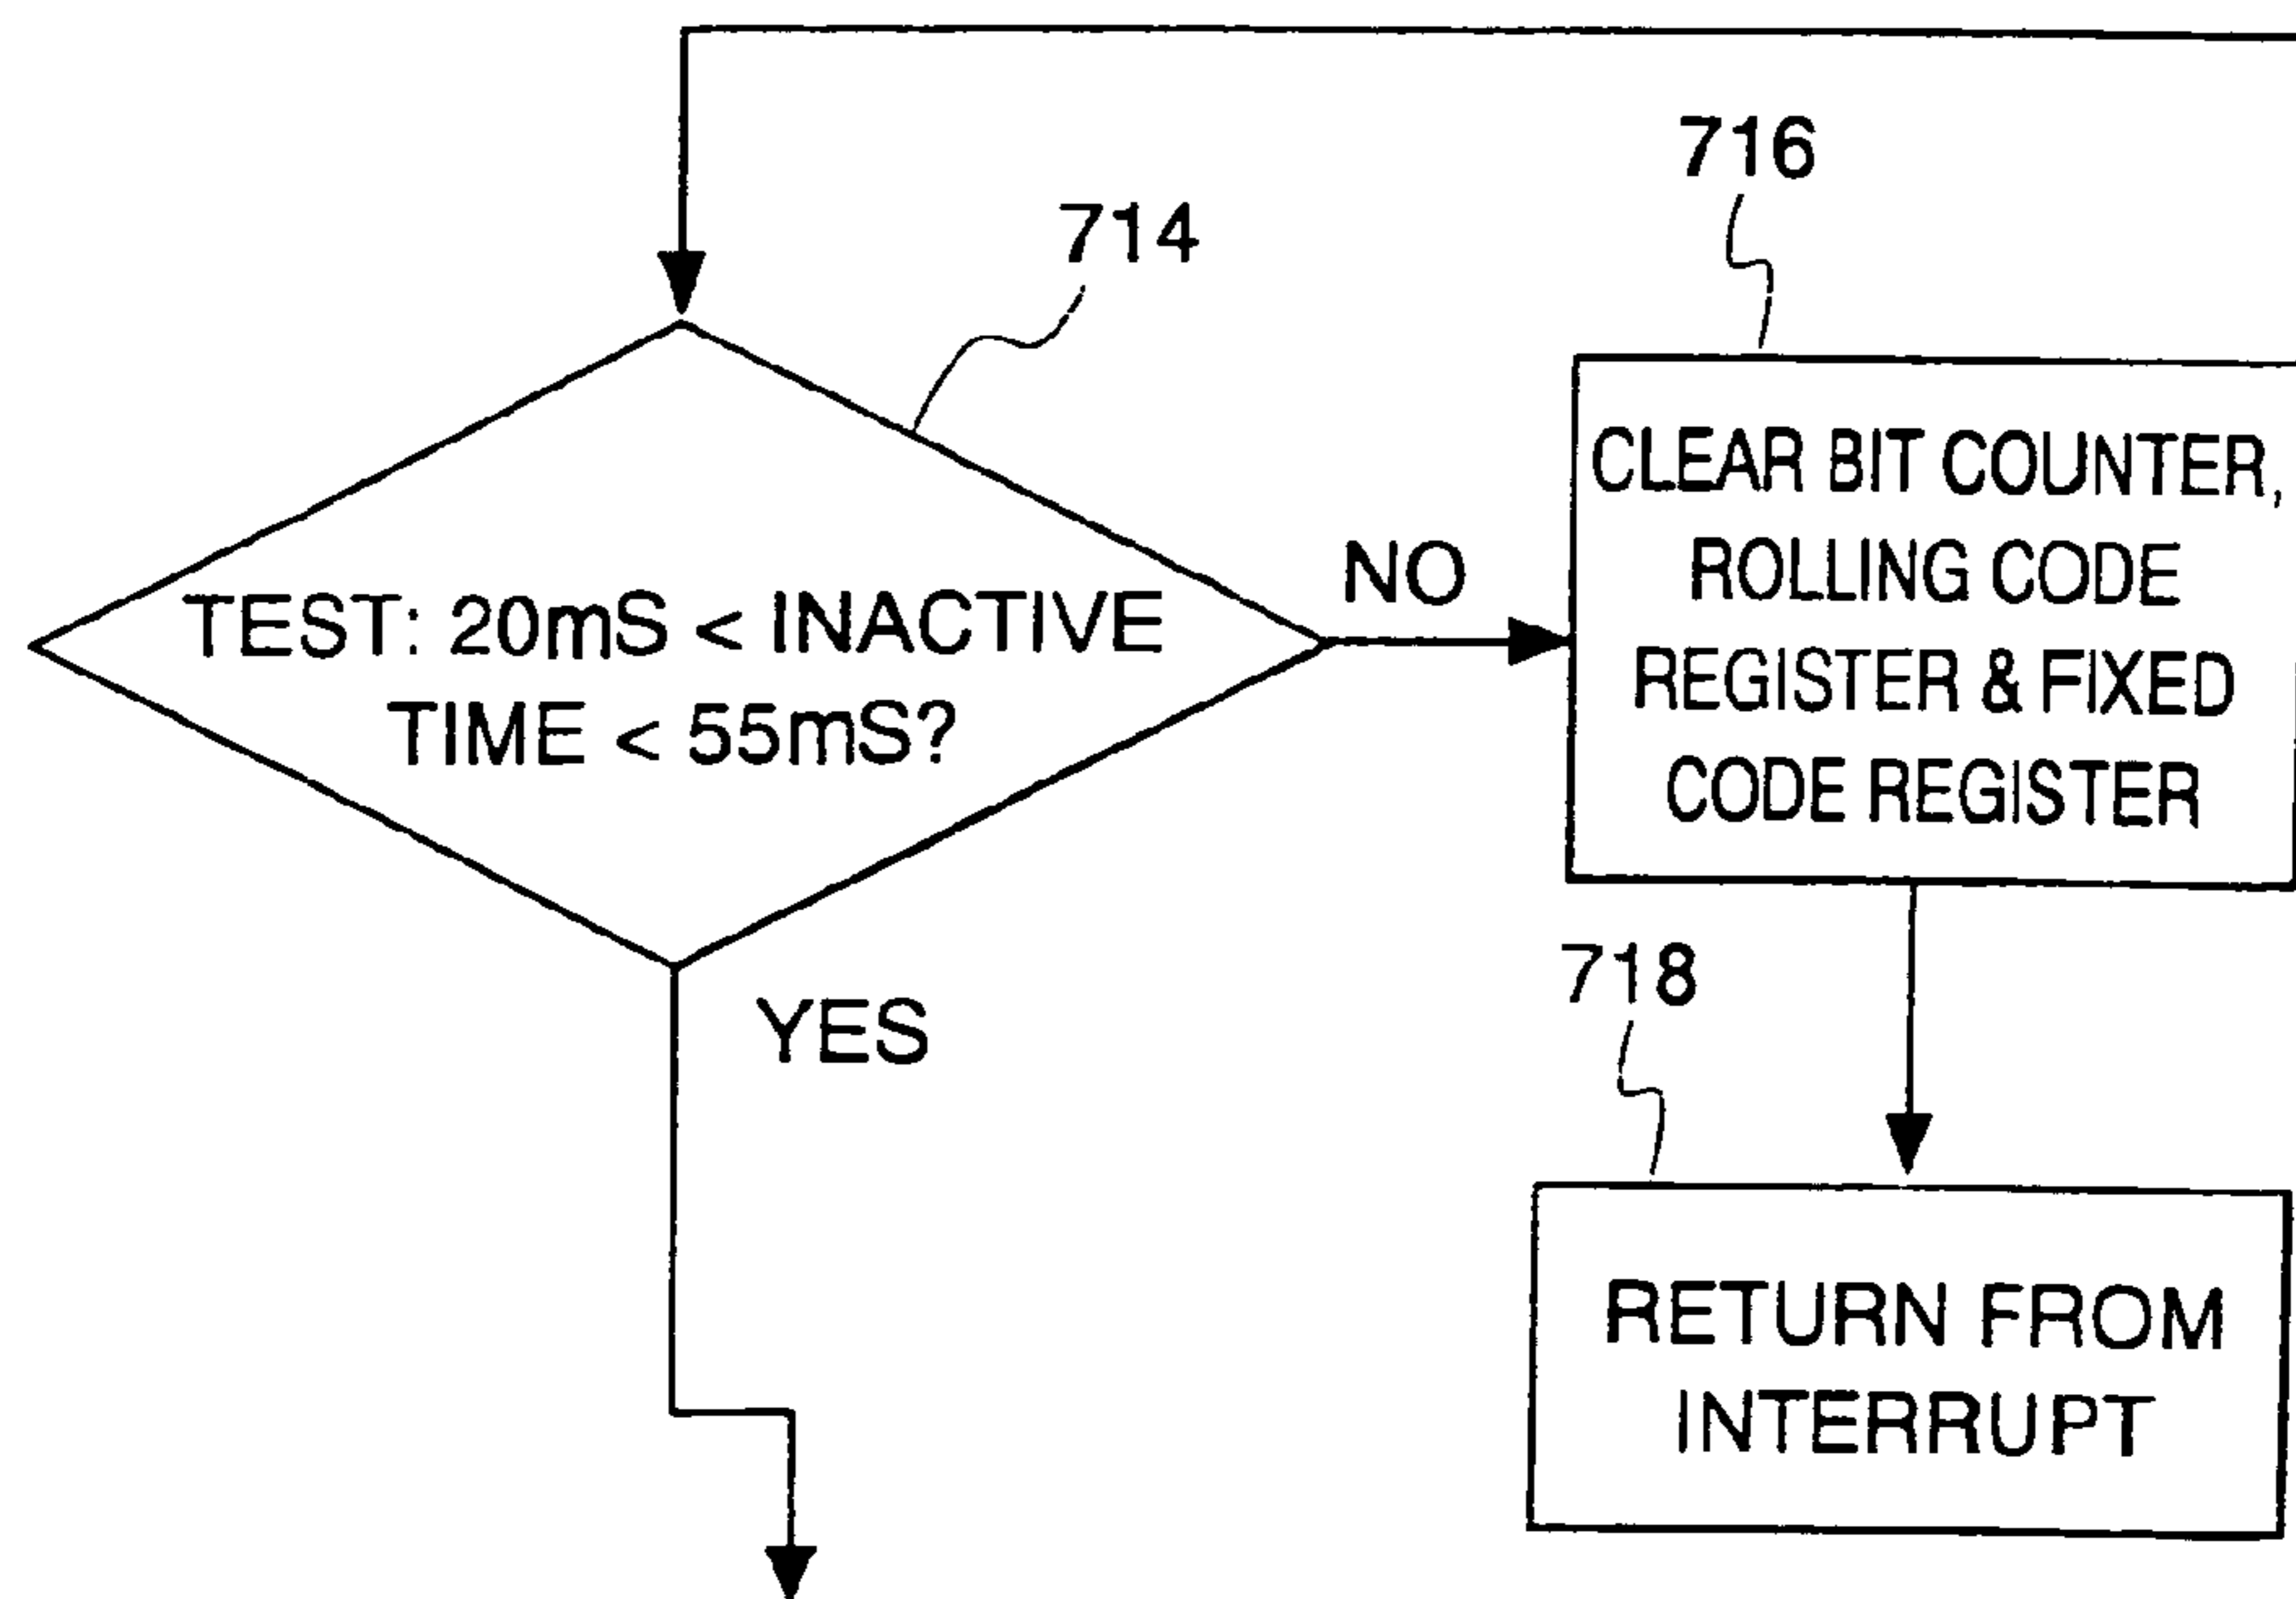 716
714
TEST: 20mS < INACTIVE
TIME < 55mS?
NO
CLEAR BIT COUNTER,
ROLLING CODE
REGISTER & FIXED
CODE REGISTER
YES
718
RETURN FROM
INTERRUPT